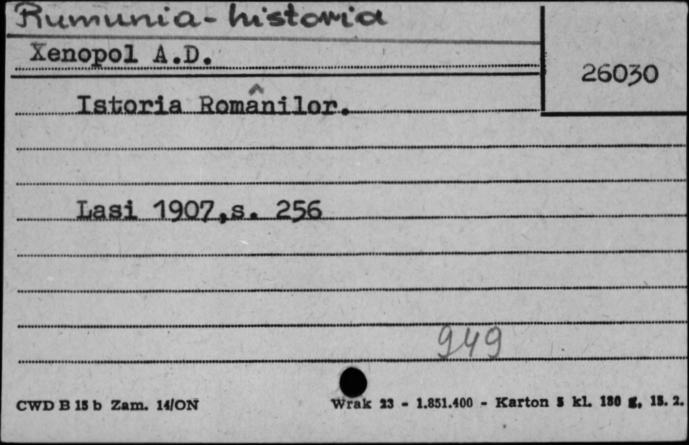 Rumunia - historia
Xenopol A.D.
26030
Istoria Românilor.
Lasi 1907,s. 256
949
CWD B 15 b Zam. 14/ON
Wrak 23 - 1.851.400 - Karton 5 kl. 180 g, 15. 2.